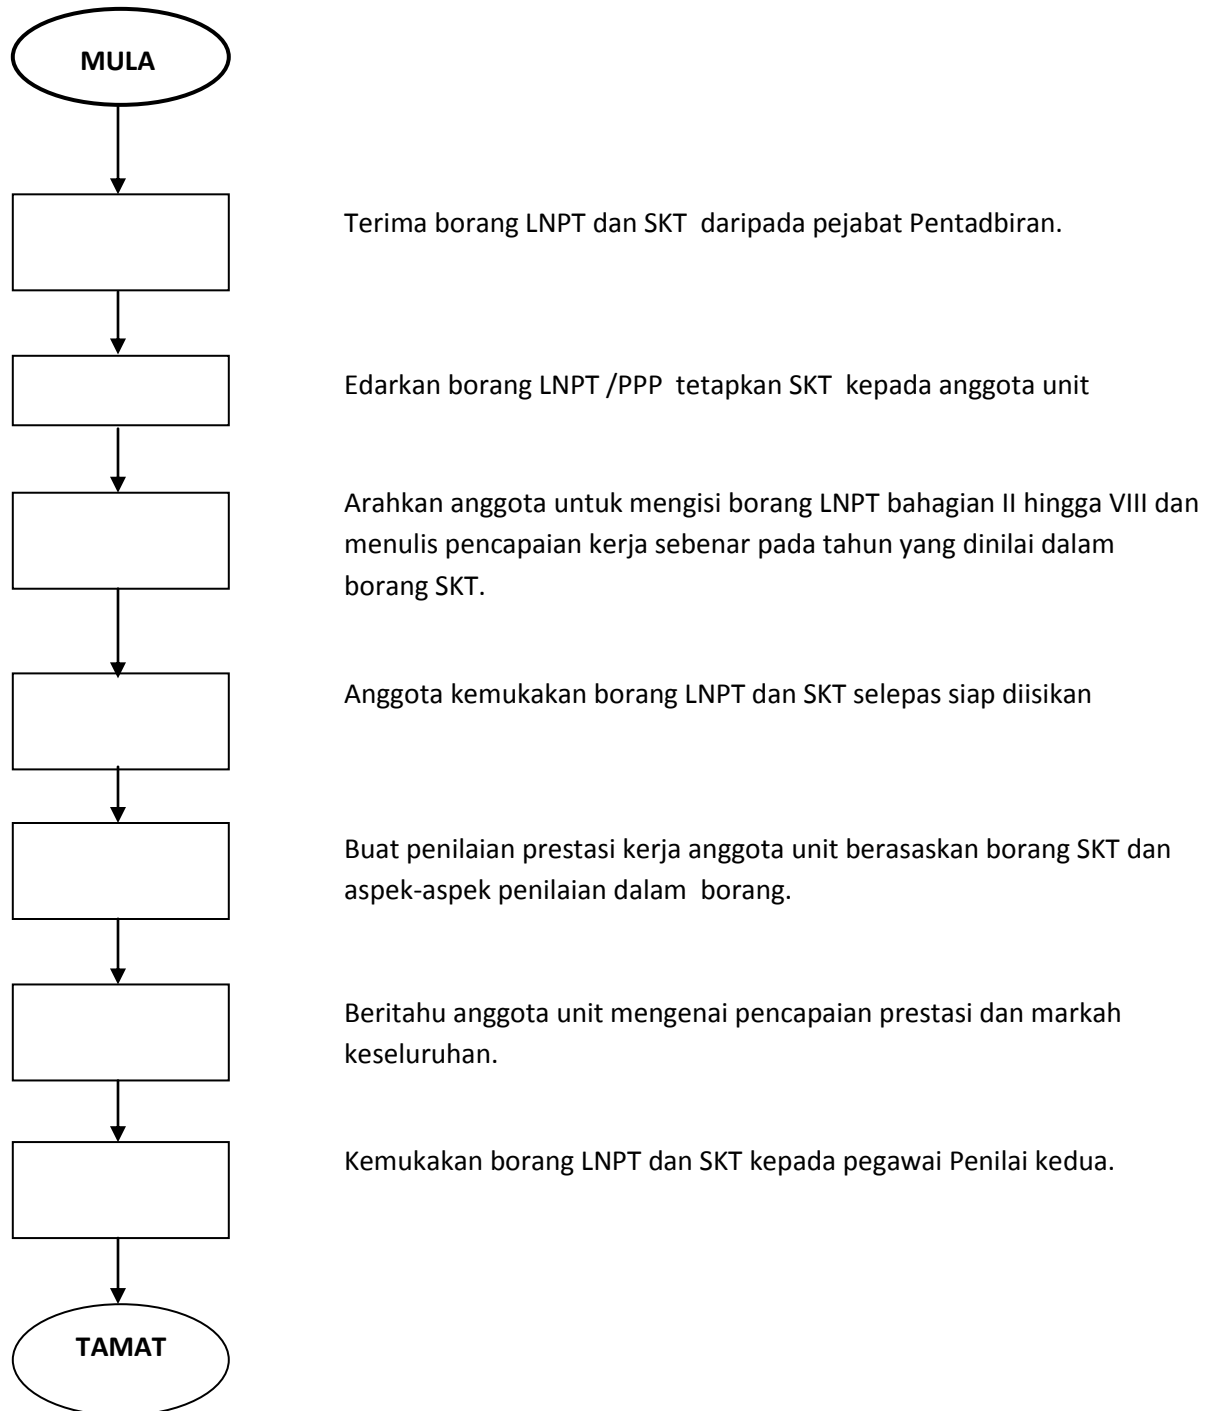 MULA
Terima borang LNPT dan SKT  daripada pejabat Pentadbiran.
Edarkan borang LNPT /PPP  tetapkan SKT  kepada anggota unit
Arahkan anggota untuk mengisi borang LNPT bahagian II hingga VIII dan
menulis pencapaian kerja sebenar pada tahun yang dinilai dalam
borang SKT.
Anggota kemukakan borang LNPT dan SKT selepas siap diisikan
Buat penilaian prestasi kerja anggota unit berasaskan borang SKT dan
aspek-aspek penilaian dalam  borang.
Beritahu anggota unit mengenai pencapaian prestasi dan markah
keseluruhan.
Kemukakan borang LNPT dan SKT kepada pegawai Penilai kedua.
TAMAT